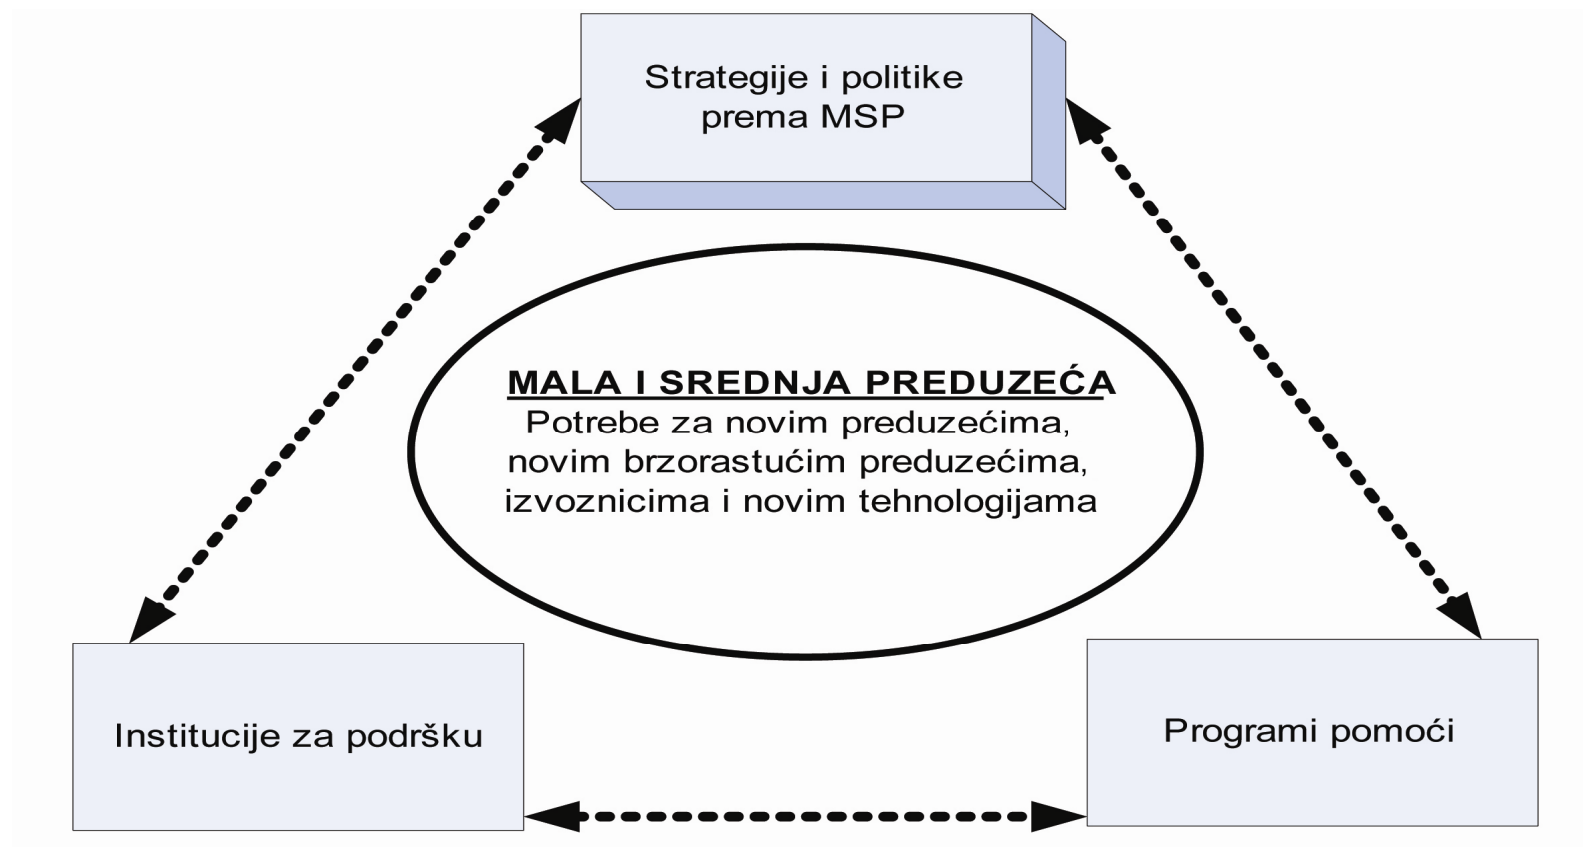 Strategije i politike
prema MSP
MALA I SREDNJA PREDUZEĆA
Potrebe za novim preduzećima,
novim brzorastućim preduzećima,
izvoznicima i novim tehnologijama
Institucije za podršku
Programi pomoći